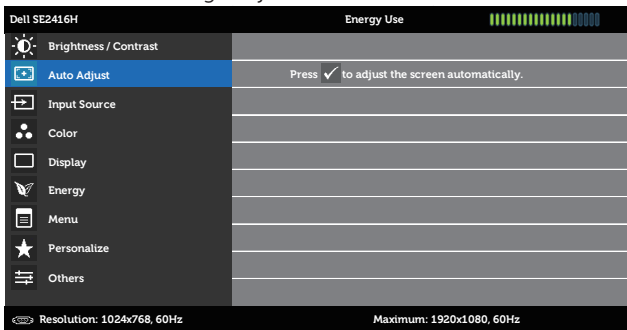 Dell SE2416H Energy Use
Brightness / Contrast
Auto Adjust Press ✓ to adjust the screen automatically.
Input Source
Color
Display
Energy
Menu
Personalize
Others
Resolution: 1024x768, 60Hz Maximum: 1920x1080, 60Hz